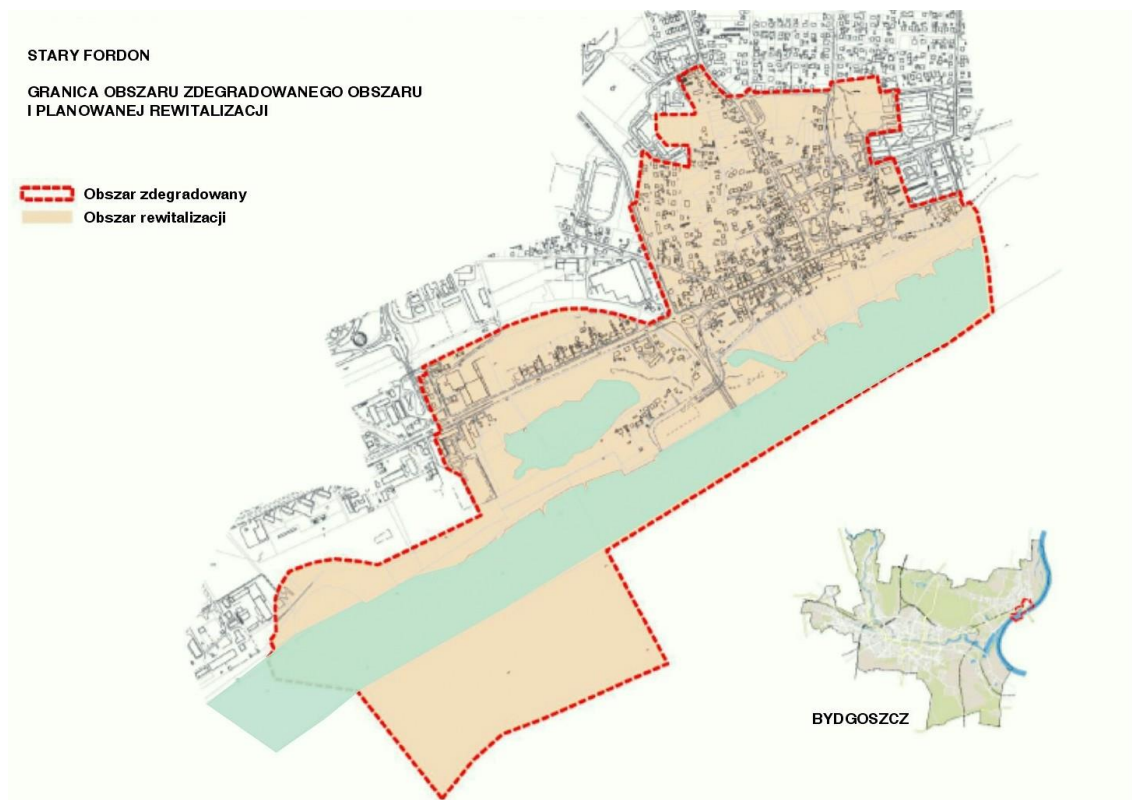 STARY FORDON
GRANICA OBSZARU ZDEGRADOWANEGO OBSZARU
I PLANOWANEJ REWITALIZACJI
Obszar zdegradowany
Obszar rewitalizacji
BYDGOSZCZ